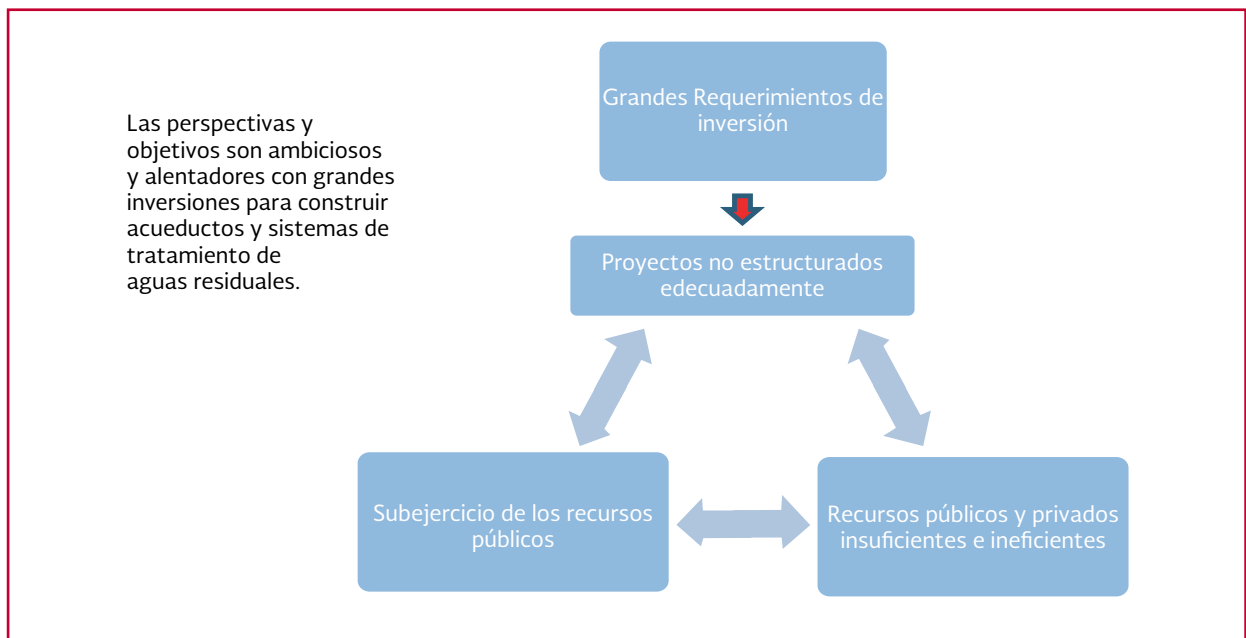 Las perspectivas y
objetivos son ambiciosos
y alentadores con grandes
inversiones para construir
acueductos y sistemas de
tratamiento de
aguas residuales.
Grandes Requerimientos de
inversión
Proyectos no estructurados
edecuadamente
Subejercicio de los recursos
públicos
Recursos públicos y privados
insuficientes e ineficientes